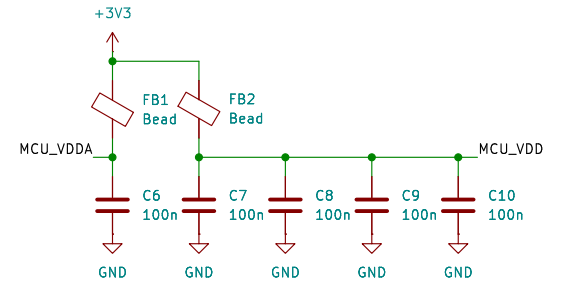 +3V3
FB1
Bead
FB2
Bead
MCU_VDDA
MCU_VDD
C6
100n
C7
100n
C8
100n
C9
100n
C10
100n
GND
GND
GND
GND
GND